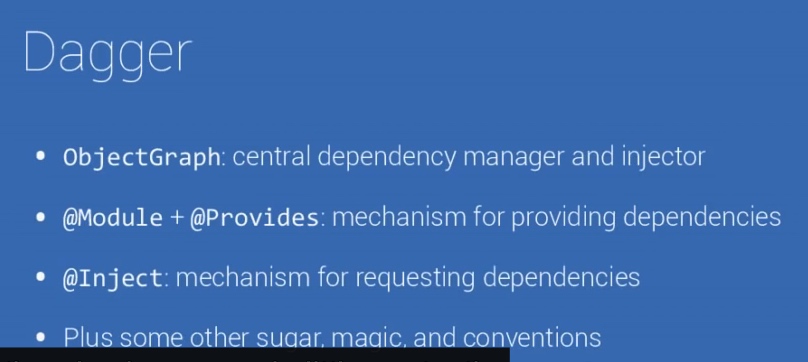 Dagger
• ObjectGraph: central dependency manager and injector
• @Module + @Provides: mechanism for providing dependencies
• @Inject: mechanism for requesting dependencies
• Plus some other sugar, magic, and conventions